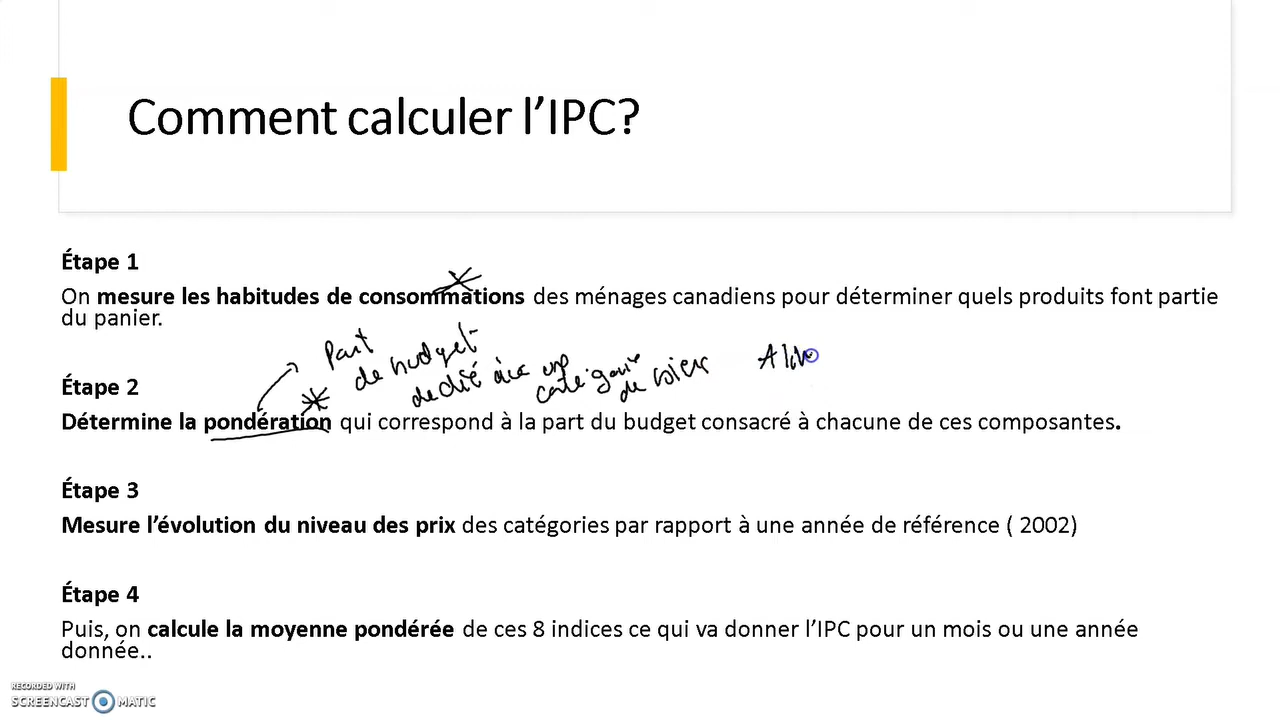 Comment calculer l’IPC?
Étape 1
On mesure les habitudes de consommations des ménages canadiens pour déterminer quels produits font partie
du panier.
Part
de budget
dedié
une
catégorie
de
Étape 2
Détermine la pondération qui correspond à la part du budget consacré à chacune de ces composantes.
Étape 3
Mesure l’évolution du niveau des prix des catégories par rapport à une année de référence ( 2002)
Étape 4
Puis, on calcule la moyenne pondérée de ces 8 indices ce qui va donner l’IPC pour un mois ou une année
donnée..
RECORDED WITH
SCREENCAST MATIC